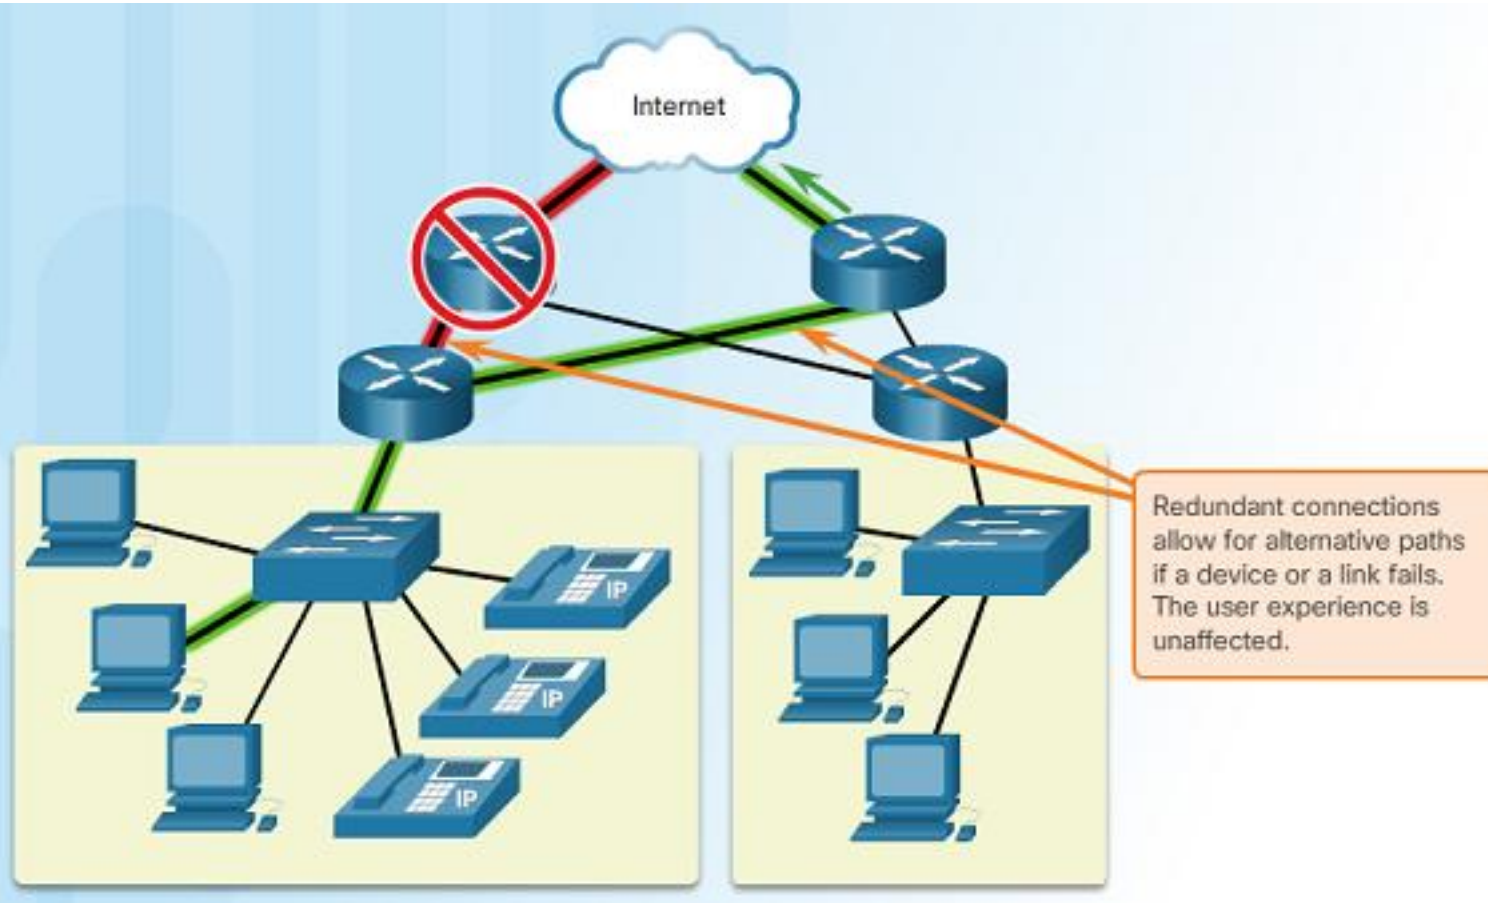 Internet
IP
IP
IP
Redundant connections
allow for alternative paths
if a device or a link fails.
The user experience is
unaffected.